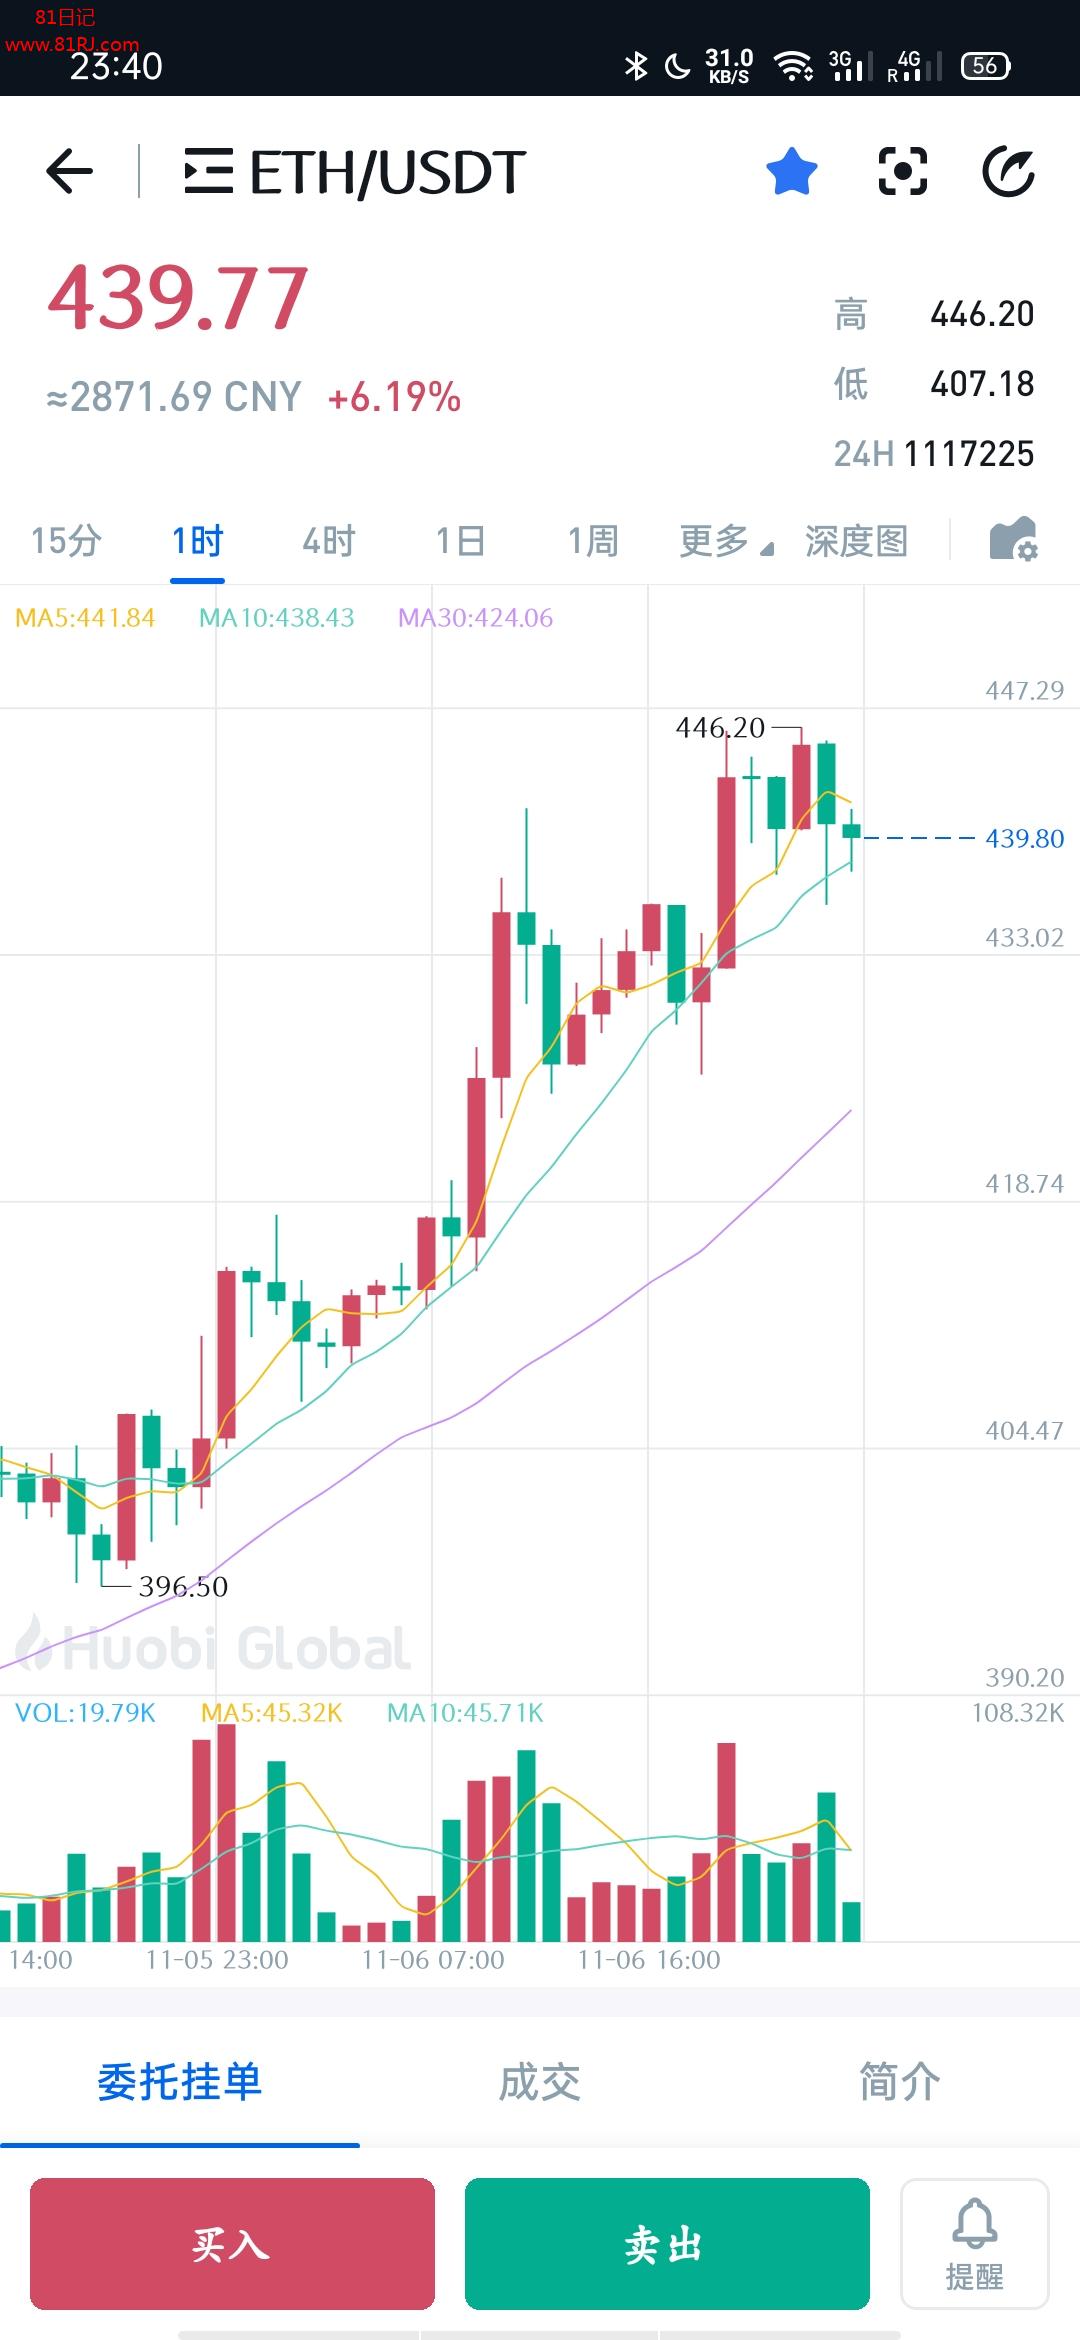 81日记
www.81RJ.com
23:40
31.0 KB/S
3G
R 4G
56
ETH/USDT
439.77
≈2871.69 CNY +6.19%
高 446.20
低 407.18
24H 1117225
15分 1时 4时 1日 1周 更多 深度图
MA5:441.84 MA10:438.43 MA30:424.06
447.29
446.20
439.80
433.02
418.74
404.47
396.50
Huobi Global
390.20
VOL:19.79K MA5:45.32K MA10:45.71K 108.32K
14:00 11-05 23:00 11-06 07:00 11-06 16:00
委托挂单 成交 简介
买入 卖出 提醒